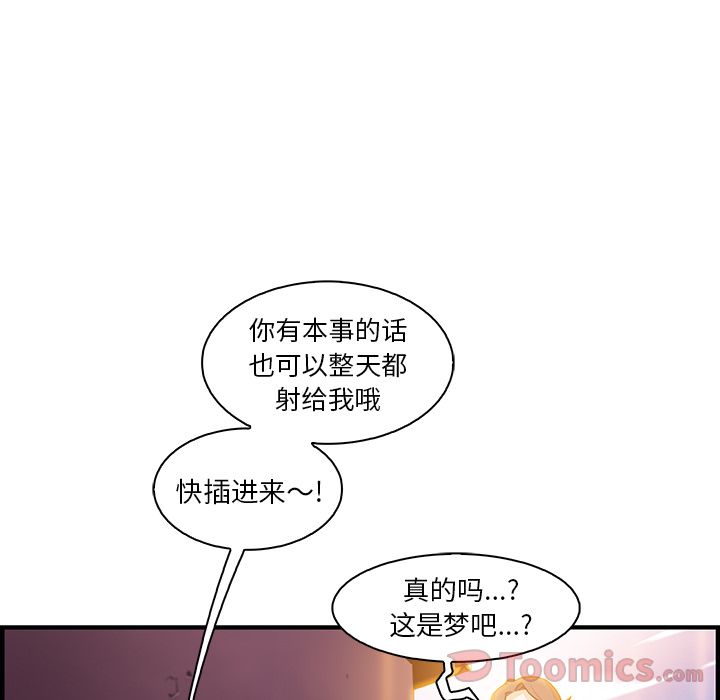 你有本事的话
也可以整天都
射给我哦
快插进来～!
真的吗...?
这是梦吧...?
Toomics.com